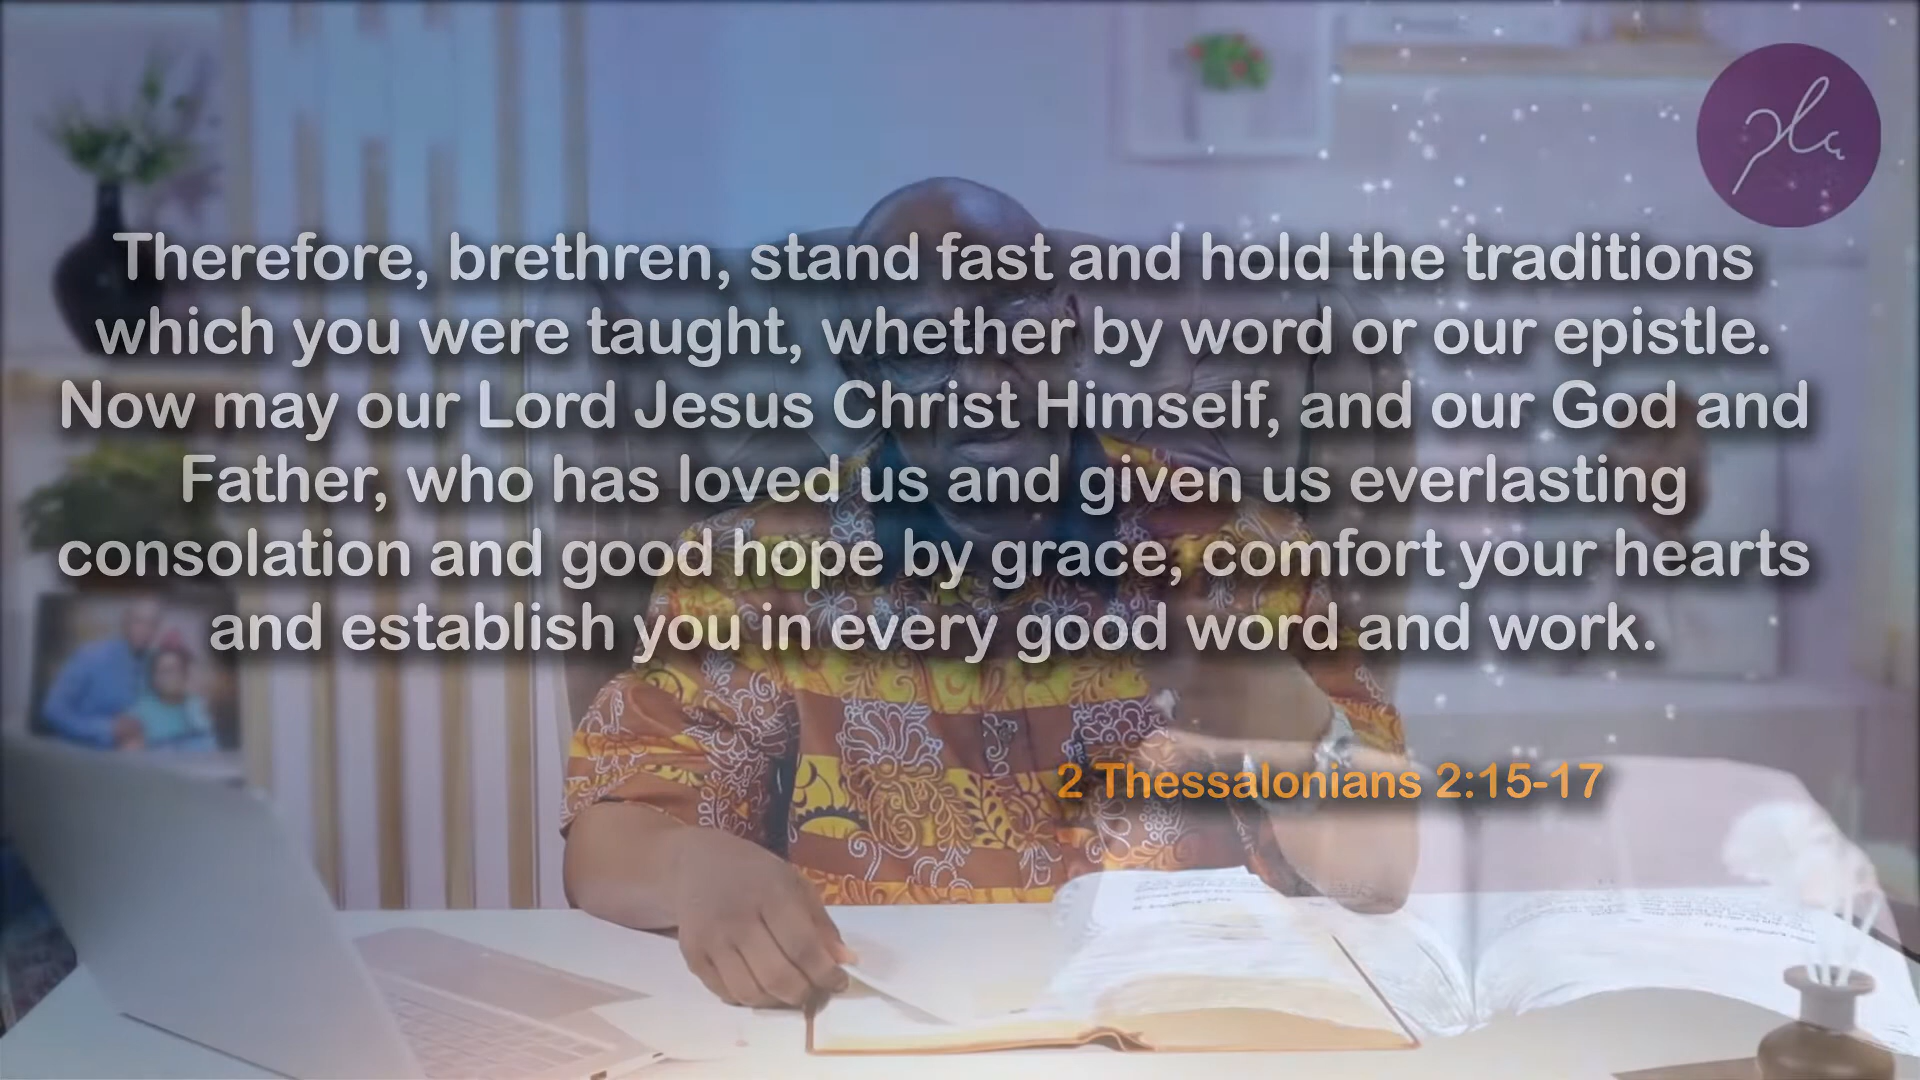 pla
Therefore, brethren, stand fast and hold the traditions
which you were taught, whether by word or our epistle.
Now may our Lord Jesus Christ Himself, and our God and
Father, who has loved us and given us everlasting
consolation and good hope by grace, comfort your hearts
and establish you in every good word and work.
2 Thessalonians 2:15-17